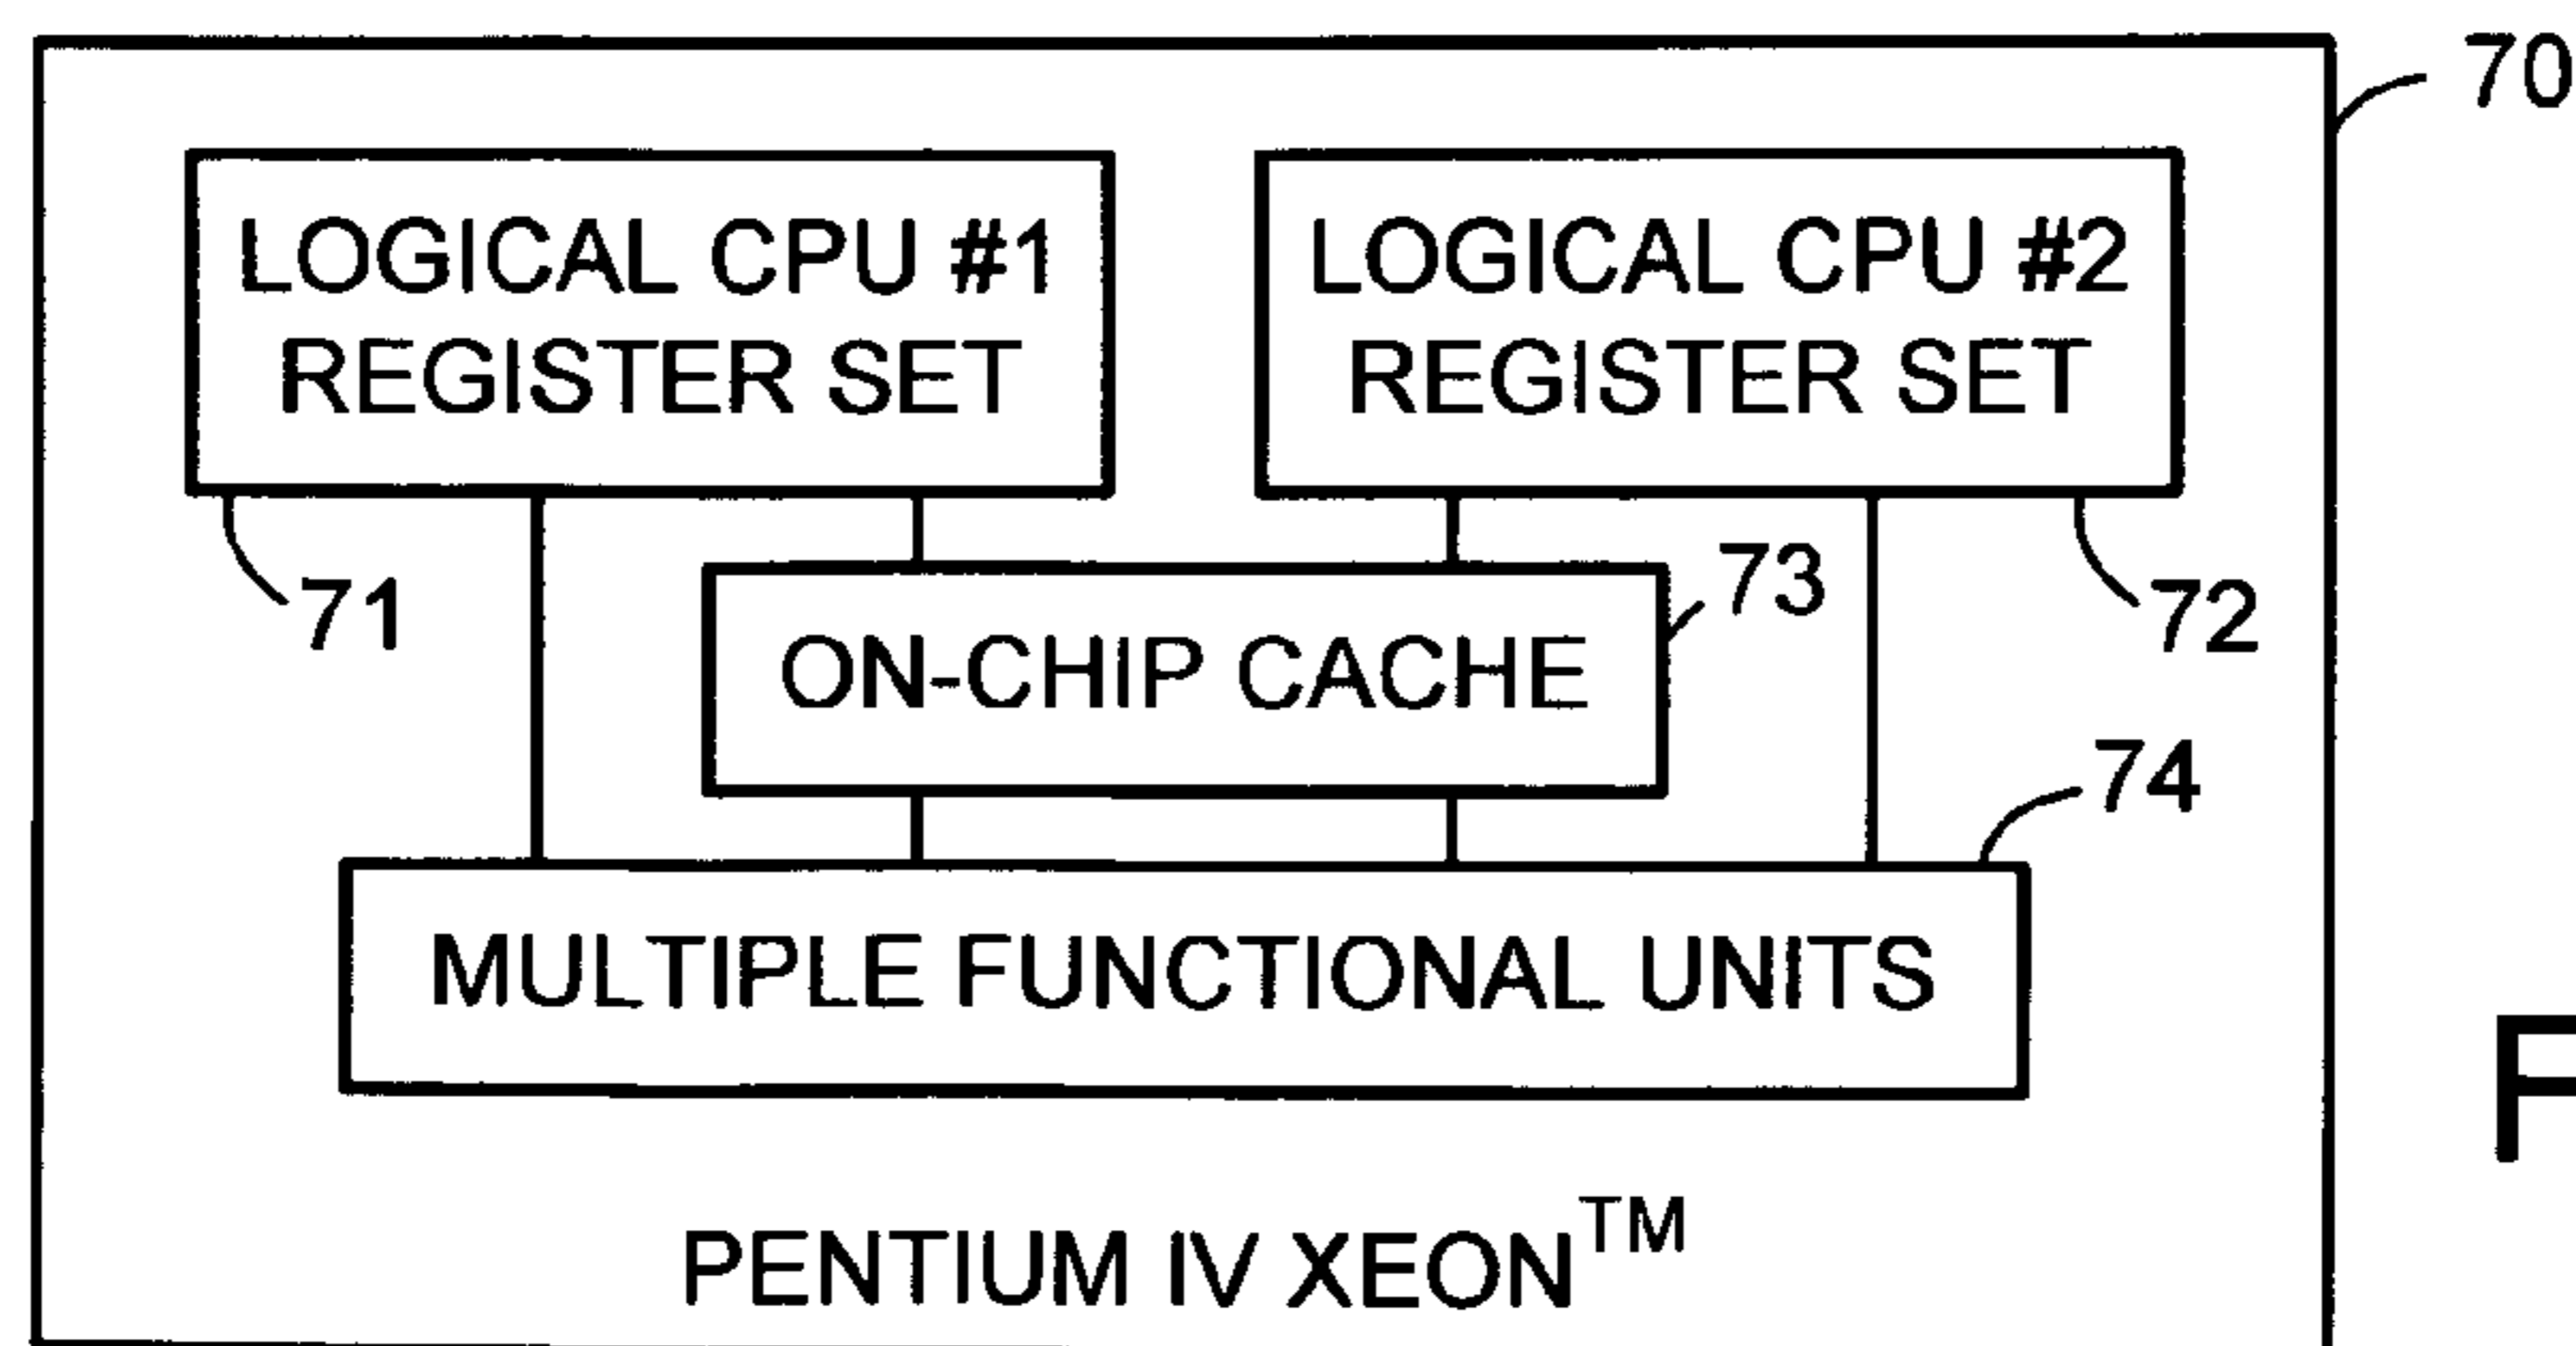 70
LOGICAL CPU #1
REGISTER SET
LOGICAL CPU #2
REGISTER SET
71
72
73
ON-CHIP CACHE
74
MULTIPLE FUNCTIONAL UNITS
F
PENTIUM IV XEON™